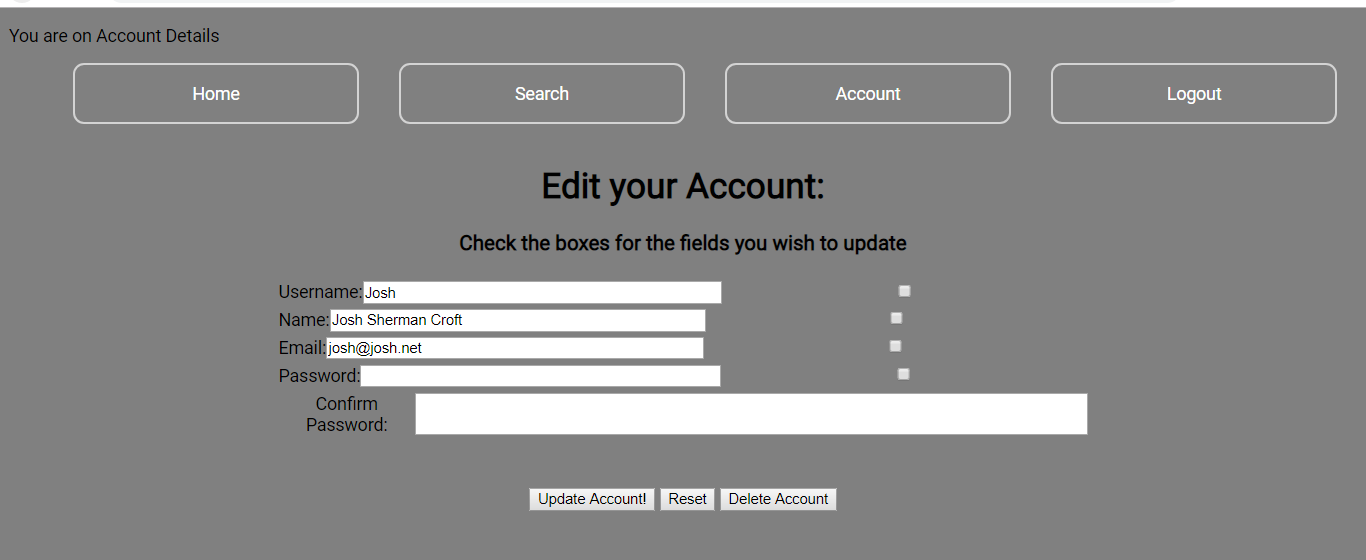 You are on Account Details
Home Search Account Logout
Edit your Account:
Check the boxes for the fields you wish to update
Username: Josh
Name: Josh Sherman Croft
Email: josh@josh.net
Password:
Confirm
Password:
Update Account! Reset Delete Account